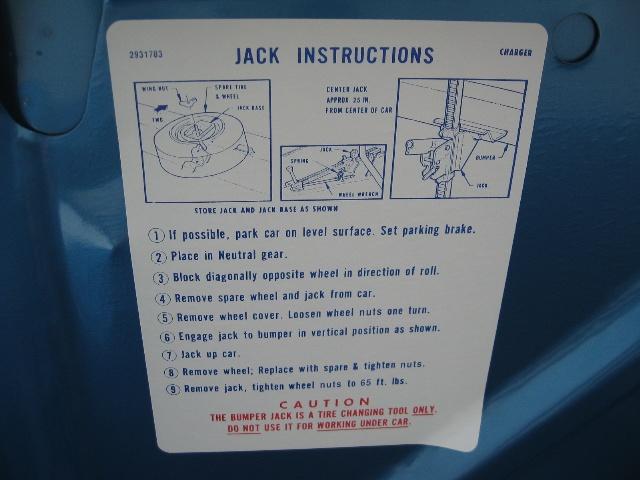 2931783 JACK INSTRUCTIONS CHARGER
WING NUT
SPARE TIRE
& WHEEL
JACK BASE
FWD
CENTER JACK
APPROX 25 IN.
FROM CENTER OF CAR
JACK
SPRING
WHEEL WRENCH
BUMPER
JACK
STORE JACK AND JACK BASE AS SHOWN
1 If possible, park car on level surface. Set parking brake.
2 Place in Neutral gear.
3 Block diagonally opposite wheel in direction of roll.
4 Remove spare wheel and jack from car.
5 Remove wheel cover. Loosen wheel nuts one turn.
6 Engage jack to bumper in vertical position as shown.
7 Jack up car.
8 Remove wheel; Replace with spare & tighten nuts.
9 Remove jack, tighten wheel nuts to 65 ft. lbs.
CAUTION
THE BUMPER JACK IS A TIRE CHANGING TOOL ONLY.
DO NOT USE IT FOR WORKING UNDER CAR.